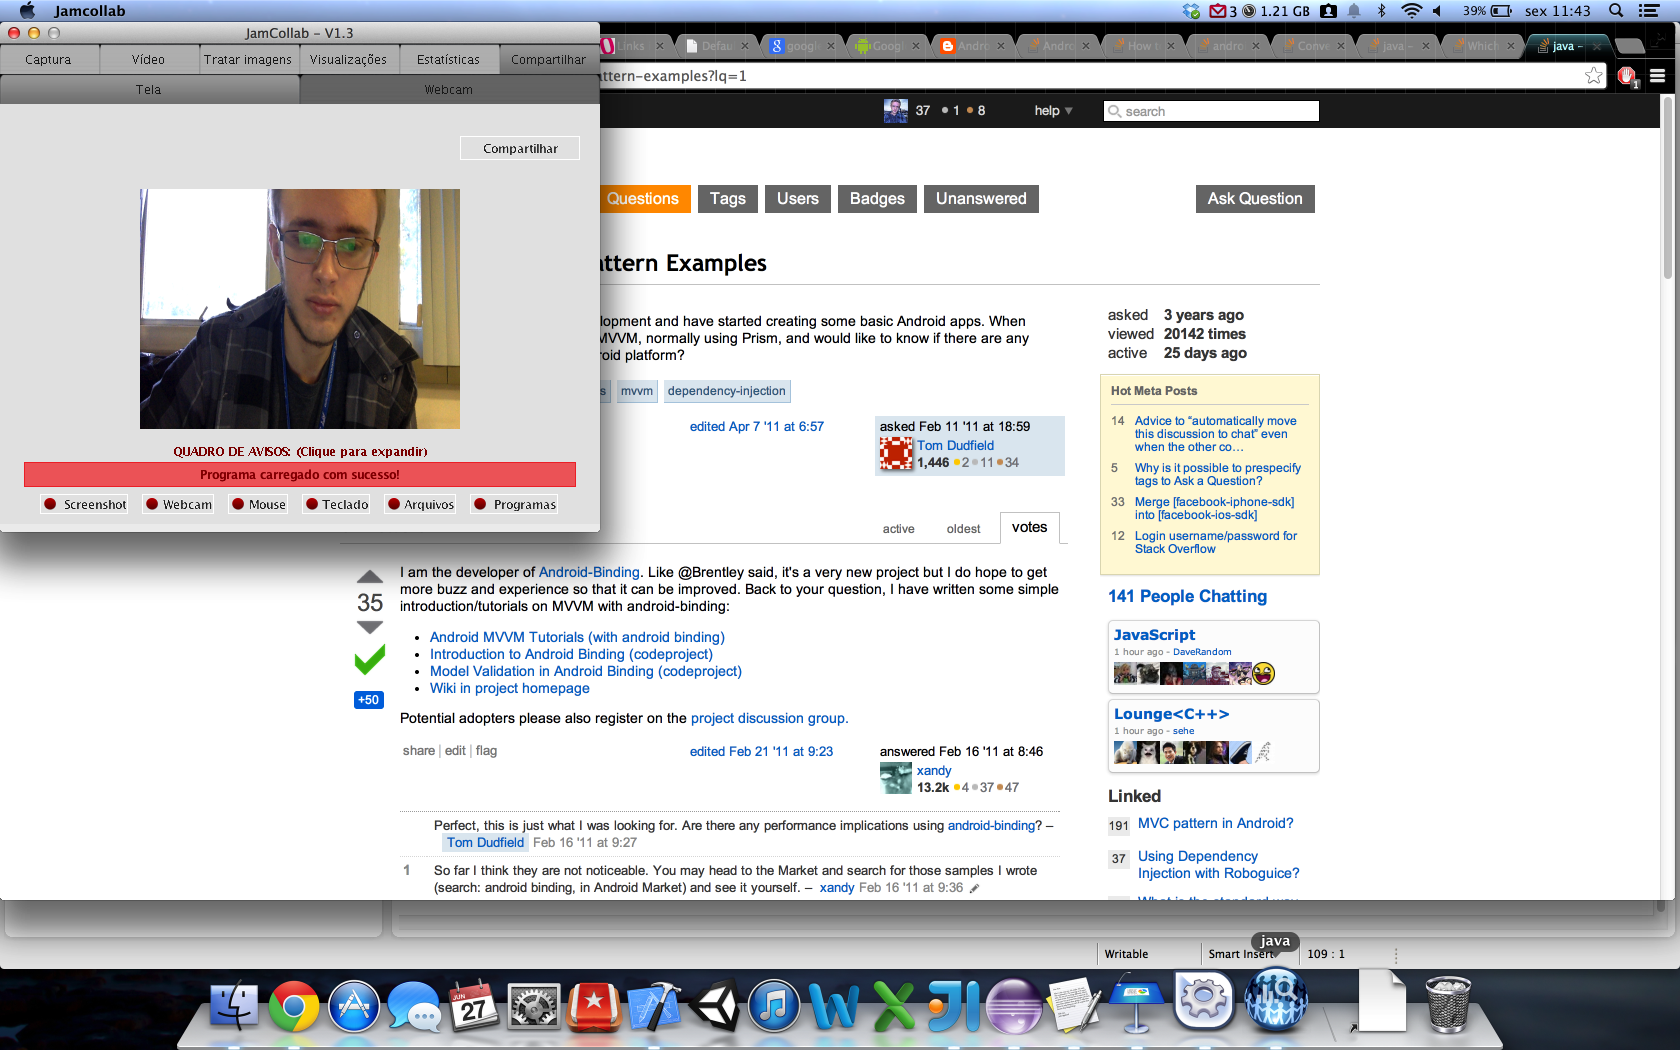 Jamcollab
3
1.21 GB
39%
sex 11:43
JamCollab - V1.3
Captura
Vídeo
Tratar imagens
Visualizações
Estatísticas
Compartilhar
Tela
Webcam
Compartilhar
QUADRO DE AVISOS: (Clique para expandir)
Programa carregado com sucesso!
Screenshot
Webcam
Mouse
Teclado
Arquivos
Programas
Links
Defau
google
Googl
Andro
Andro
How t
andro
Conve
java -
Which
java -
ttern-examples?lq=1
1
37
1
8
help
search
Questions
Tags
Users
Badges
Unanswered
Ask Question
ttern Examples
lopment and have started creating some basic Android apps. When
MVVM, normally using Prism, and would like to know if there are any
roid platform?
s
mvvm
dependency-injection
edited Apr 7 '11 at 6:57
asked Feb 11 '11 at 18:59
Tom Dudfield
1,446 2 11 34
active
oldest
votes
35
+50
I am the developer of Android-Binding. Like @Brentley said, it's a very new project but I do hope to get
more buzz and experience so that it can be improved. Back to your question, I have written some simple
introduction/tutorials on MVVM with android-binding:
• Android MVVM Tutorials (with android binding)
• Introduction to Android Binding (codeproject)
• Model Validation in Android Binding (codeproject)
• Wiki in project homepage
Potential adopters please also register on the project discussion group.
share | edit | flag
edited Feb 21 '11 at 9:23
answered Feb 16 '11 at 8:46
xandy
13.2k 4 37 47
Perfect, this is just what I was looking for. Are there any performance implications using android-binding? –
Tom Dudfield Feb 16 '11 at 9:27
1 So far I think they are not noticeable. You may head to the Market and search for those samples I wrote
(search: android binding, in Android Market) and see it yourself. – xandy Feb 16 '11 at 9:36
asked 3 years ago
viewed 20142 times
active 25 days ago
Hot Meta Posts
14 Advice to “automatically move
this discussion to chat” even
when the other co…
5 Why is it possible to prespecify
tags to Ask a Question?
33 Merge [facebook-iphone-sdk]
into [facebook-ios-sdk]
12 Login username/password for
Stack Overflow
141 People Chatting
JavaScript
1 hour ago - DaveRandom
Lounge<C++>
1 hour ago - sehe
Linked
191 MVC pattern in Android?
37 Using Dependency
Injection with Roboguice?
What is the standard way
Writable
Smart Insert
109 : 1
java
JUN
27